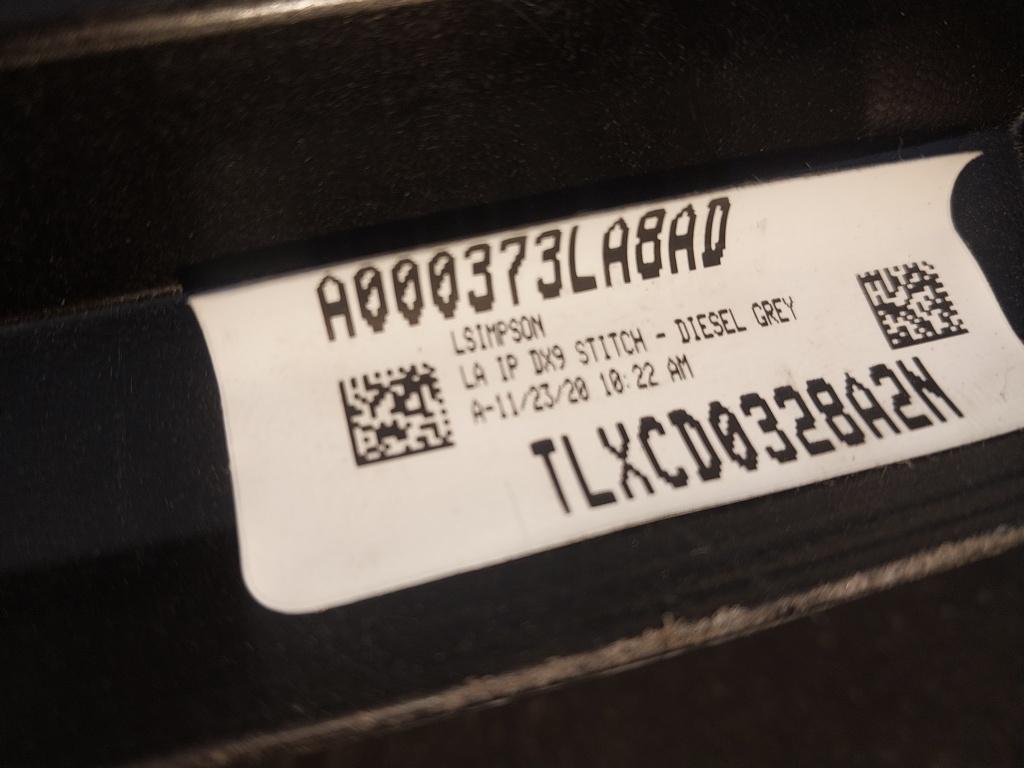 A000373LA8AD
LSIMPSON
LA IP DX9 STITCH - DIESEL GREY
A-11/23/20 10:22 AM
TLXCD0328A2N